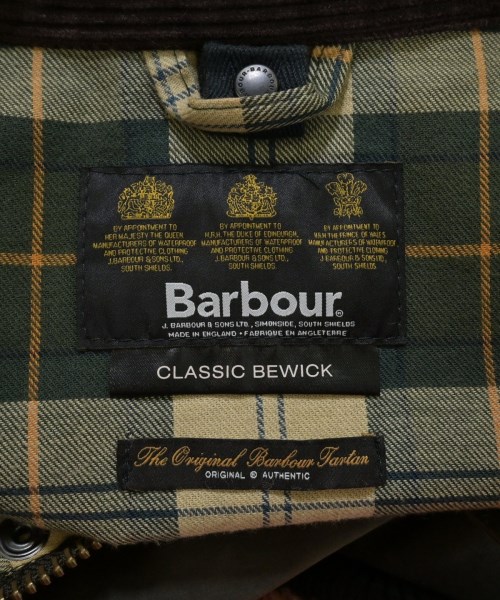 BOUR·BARBOU
BY APPOINTMENT TO
HER MAJESTY THE QUEEN
MANUFACTURERS OF WATERPROOF
AND PROTECTIVE CLOTHING
J.BARBOUR & SONS LTD,
SOUTH SHIELDS.
BY APPOINTMENT TO
H.R.H. THE DUKE OF EDINBURGH,
MANUFACTURERS OF WATERPROOF
AND PROTECTIVE CLOTHING
J.BARBOUR & SONS LTD.
SOUTH SHIELDS.
BY APPOINTMENT TO
H.R.H THE PRINCE OF WALES
MANUFACTURERS OF WATERPROOF
AND PROTECTIVE CLOTHING
J.BARBOUR & SONS LTD.
SOUTH SHIELDS.
Barbour®
J. BARBOUR & SONS LTD., SIMONSIDE, SOUTH SHIELDS
MADE IN ENGLAND • FABRIQUE EN ANGLETERRE
CLASSIC BEWICK
The Original Barbour Tartan
ORIGINAL ® AUTHENTIC